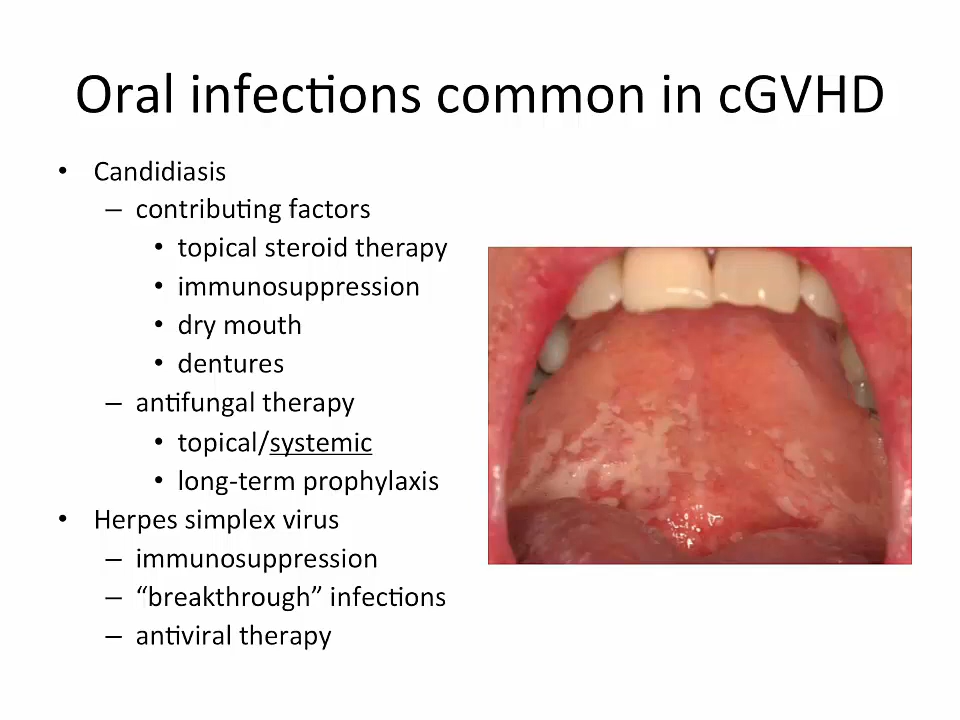 Oral infections common in cGVHD
• Candidiasis
– contributing factors
• topical steroid therapy
• immunosuppression
• dry mouth
• dentures
– antifungal therapy
• topical/systemic
• long-term prophylaxis
• Herpes simplex virus
– immunosuppression
– “breakthrough” infections
– antiviral therapy